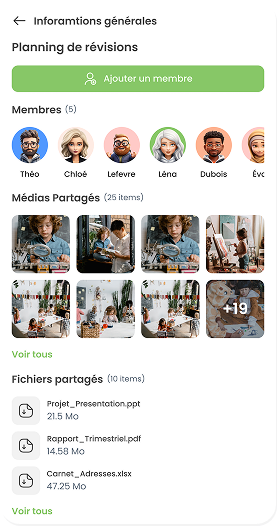 Inforamtions générales
Planning de révisions
Ajouter un membre
Membres (5)
Théo Chloé Lefevre Léna Dubois Évo
Médias Partagés (25 items)
+19
Voir tous
Fichiers partagés (10 items)
Projet_Presentation.ppt
21.5 Mo
Rapport_Trimestriel.pdf
14.58 Mo
Carnet_Adresses.xlsx
47.25 Mo
Voir tous